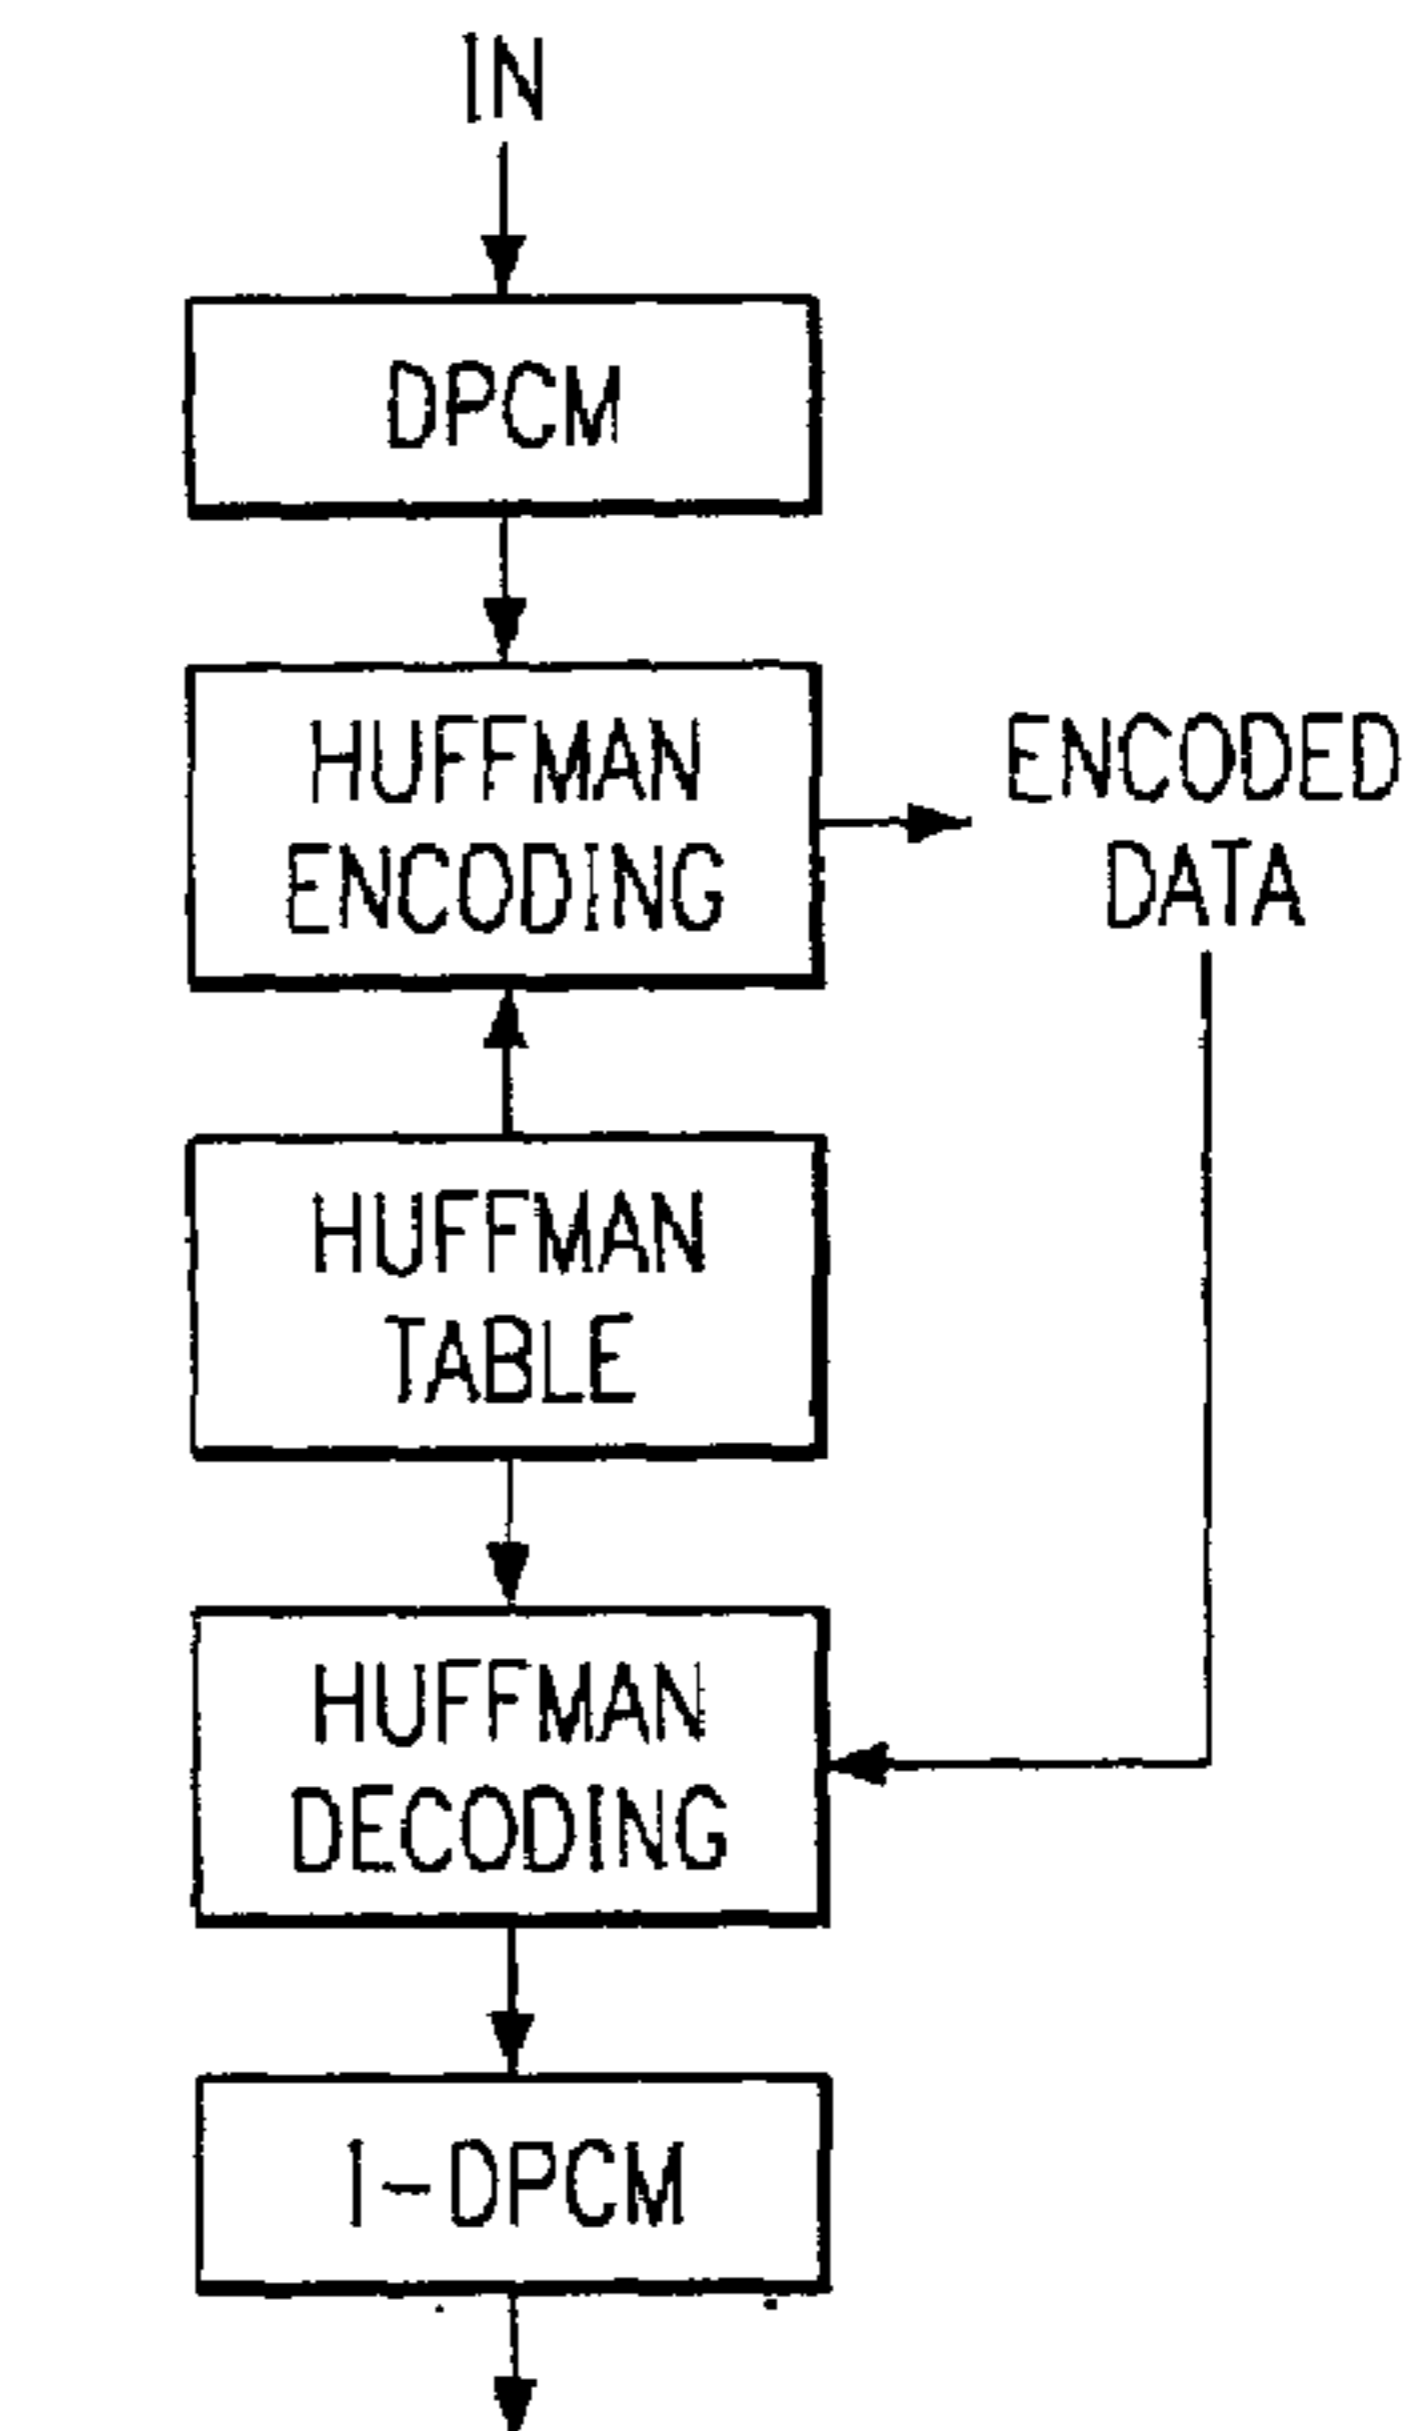 IN
DPCM
HUFFMAN
ENCODING
ENCODED
DATA
HUFFMAN
TABLE
HUFFMAN
DECODING
I-DPCM